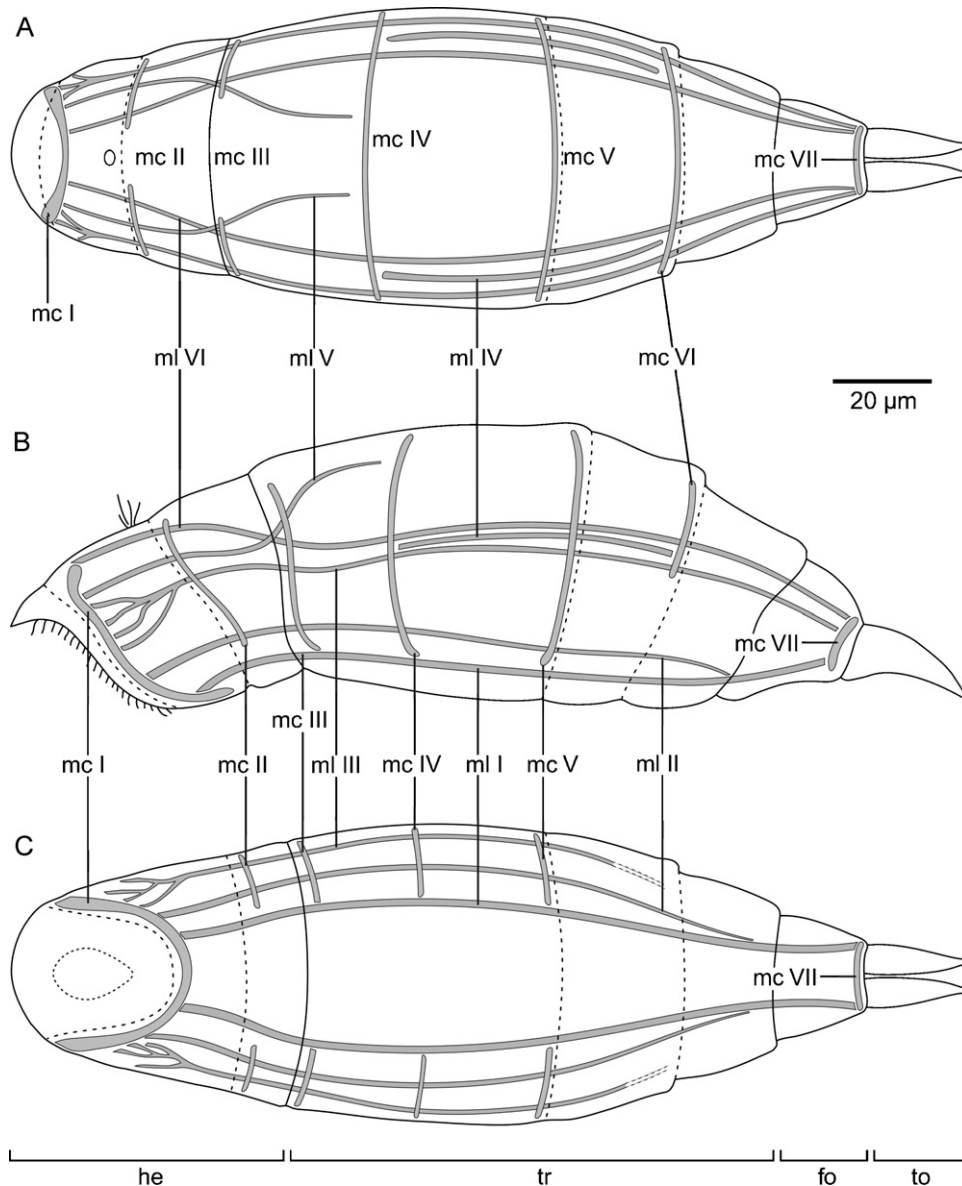 A
mc II
mc III
mc IV
mc V
mc VII
mc I
ml VI
ml V
ml IV
mc VI
20 µm
B
mc VII
mc III
mc I
mc II
ml III
mc IV
ml I
mc V
ml II
C
mc VII
he
tr
fo
to